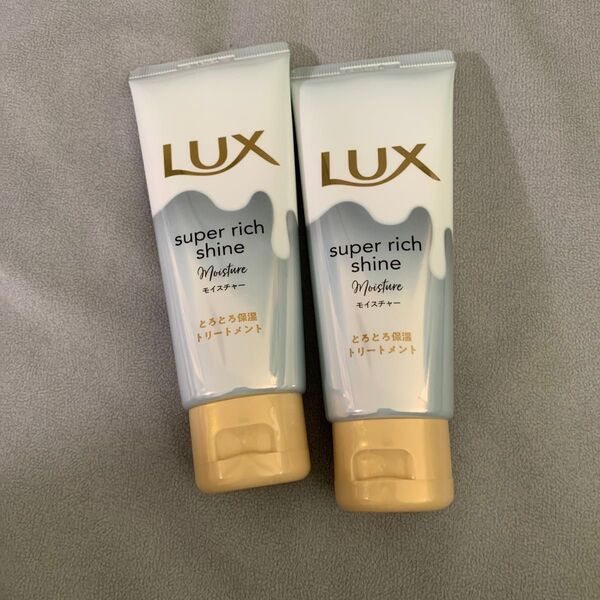 LUX
super rich
shine
Moisture
モイスチャー
とろとろ保温
トリートメント
LUX
super rich
shine
Moisture
モイスチャー
とろとろ保温
トリートメント